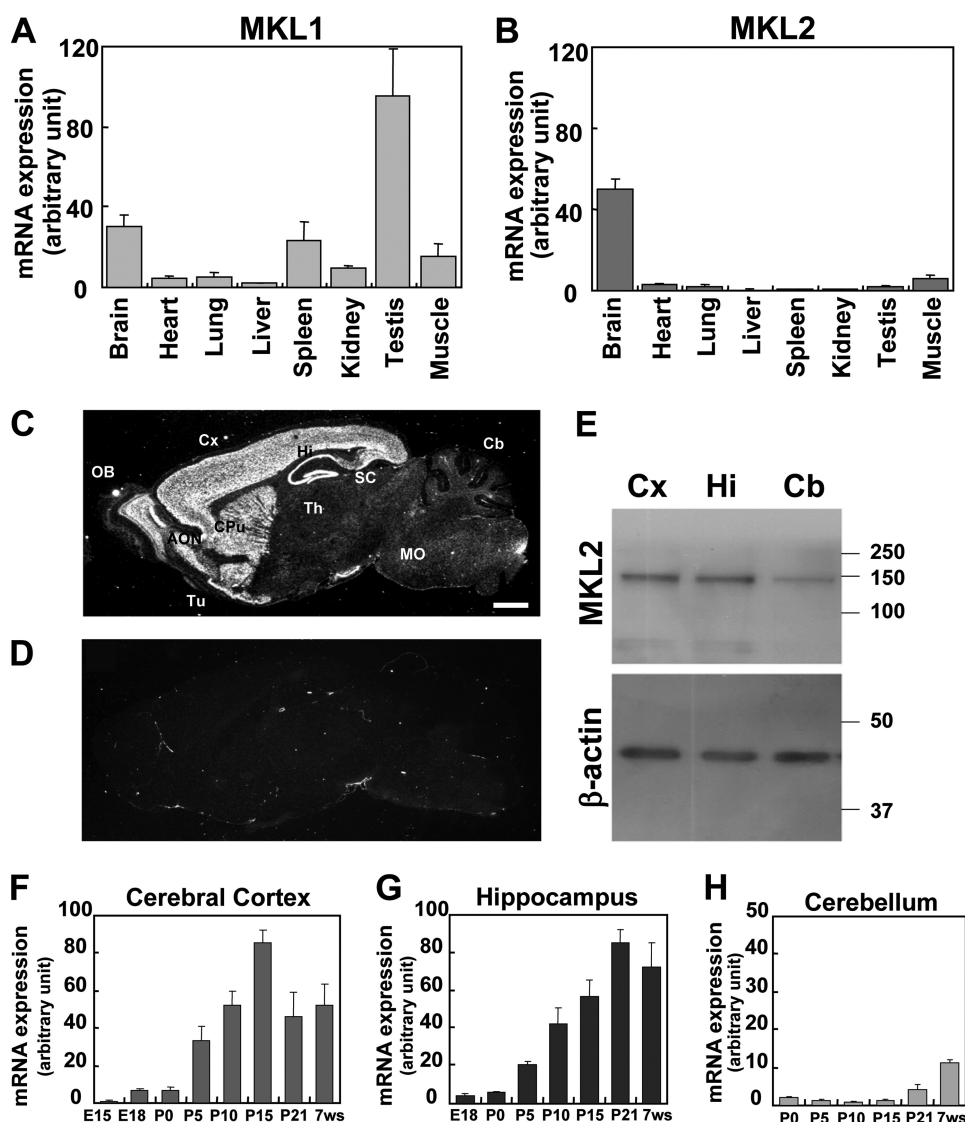 A
MKL1
mRNA expression
(arbitrary unit)
120
80
40
0
Brain
Heart
Lung
Liver
Spleen
Kidney
Testis
Muscle
B
MKL2
mRNA expression
(arbitrary unit)
120
80
40
0
Brain
Heart
Lung
Liver
Spleen
Kidney
Testis
Muscle
C
Cx
Cb
Hi
OB
SC
Th
CPu
AON
MO
Tu
D
E
Cx Hi Cb
MKL2
250
150
100
β-actin
50
37
F
Cerebral Cortex
mRNA expression
(arbitrary unit)
100
80
60
40
20
0
E15 E18 P0 P5 P10 P15 P21 7ws
G
Hippocampus
mRNA expression
(arbitrary unit)
100
80
60
40
20
0
E18 P0 P5 P10 P15 P21 7ws
H
Cerebellum
mRNA expression
(arbitrary unit)
50
40
30
20
10
0
P0 P5 P10 P15 P21 7ws